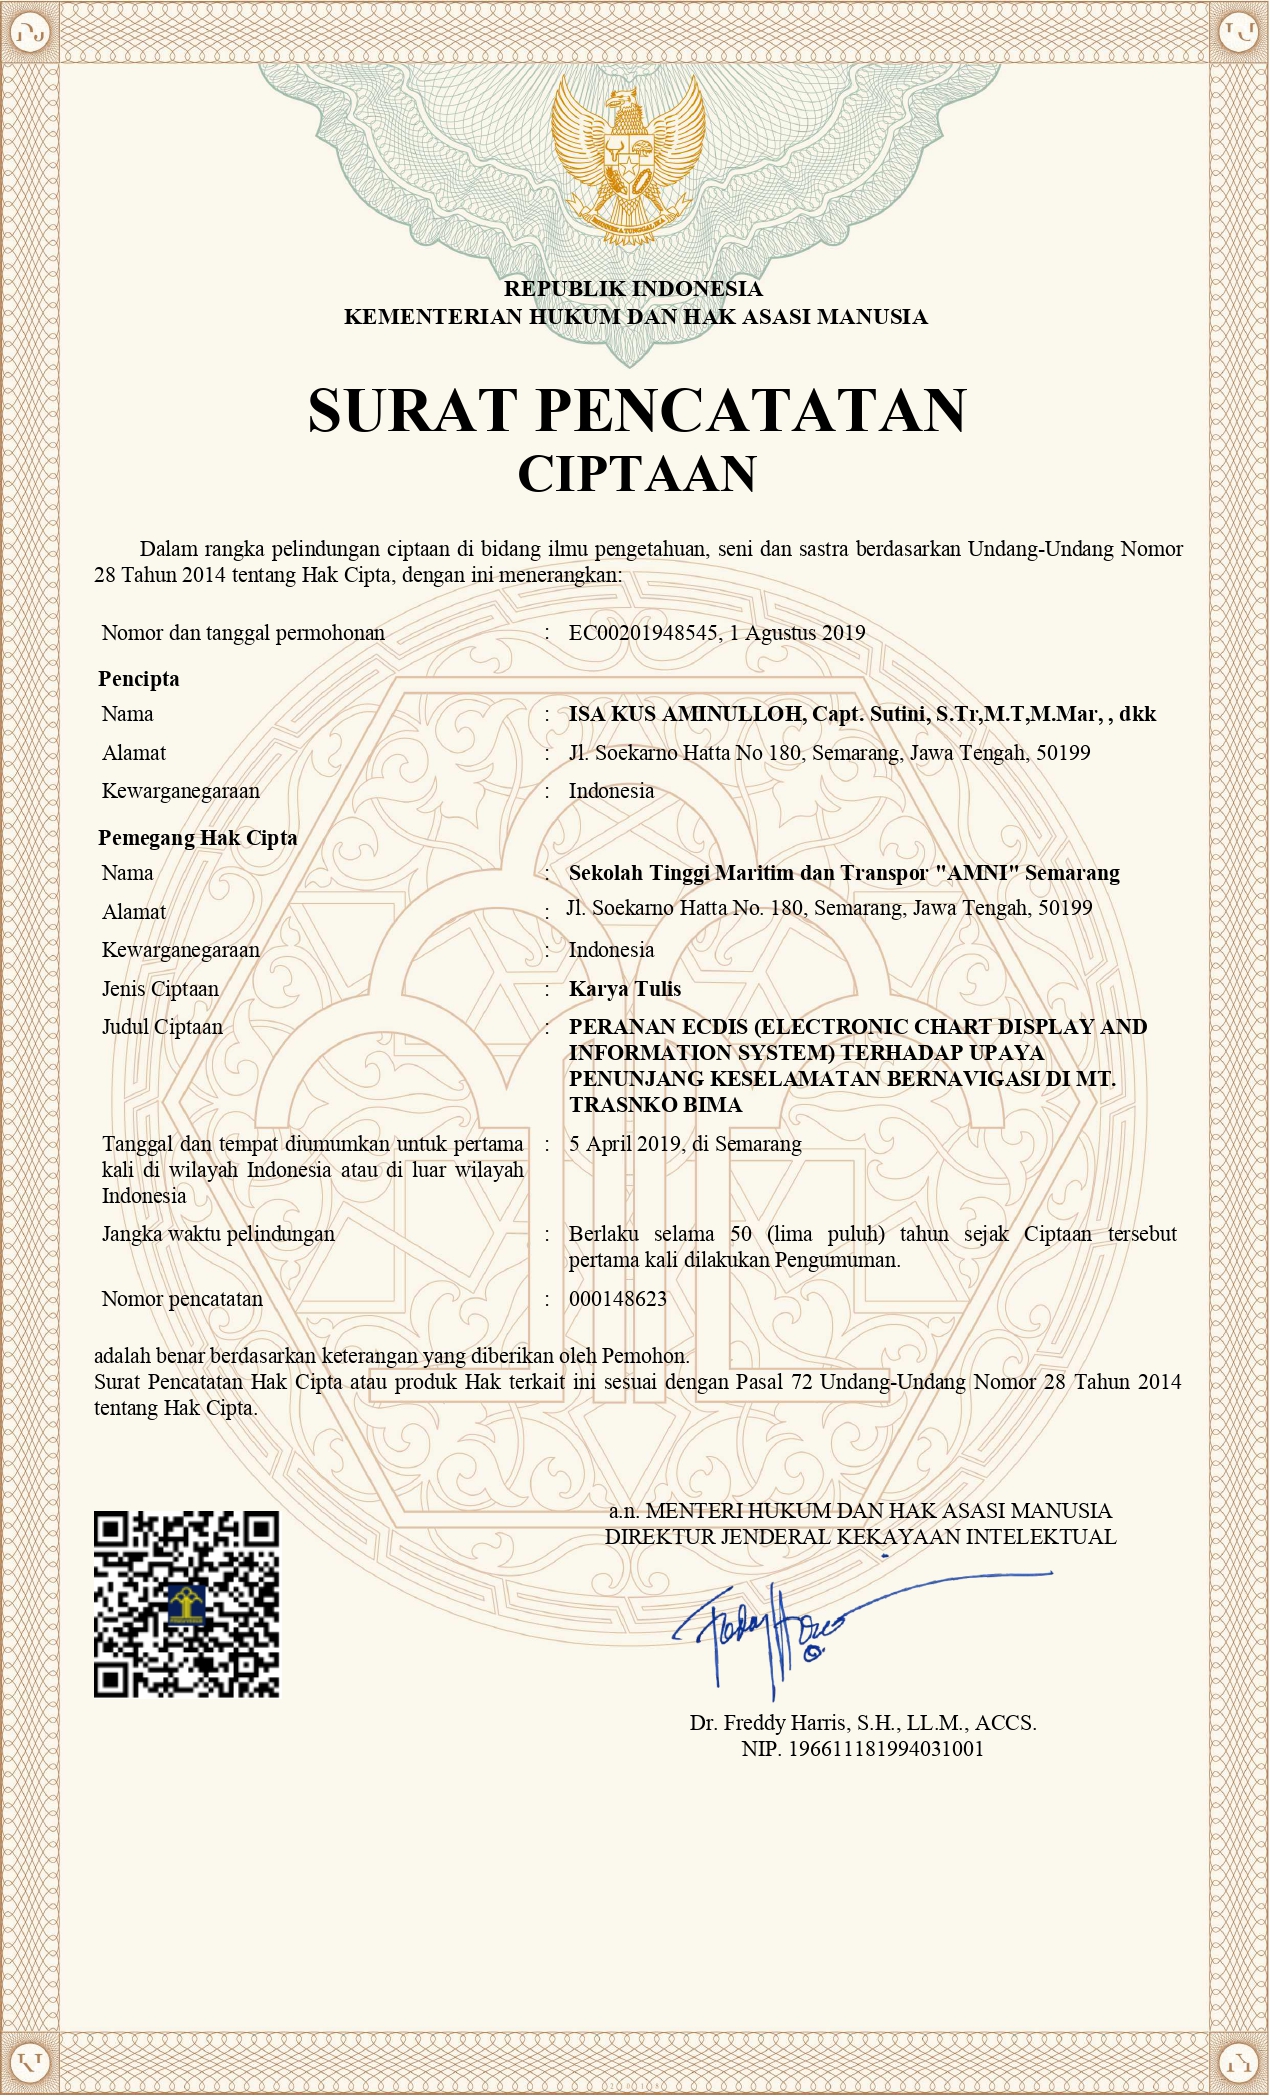 REPUBLIK INDONESIA
KEMENTERIAN HUKUM DAN HAK ASASI MANUSIA
SURAT PENCATATAN
CIPTAAN
Dalam rangka pelindungan ciptaan di bidang ilmu pengetahuan, seni dan sastra berdasarkan Undang-Undang Nomor
28 Tahun 2014 tentang Hak Cipta, dengan ini menerangkan:
Nomor dan tanggal permohonan : EC00201948545, 1 Agustus 2019
Pencipta
Nama : ISA KUS AMINULLOH, Capt. Sutini, S.Tr,M.T,M.Mar, , dkk
Alamat : Jl. Soekarno Hatta No 180, Semarang, Jawa Tengah, 50199
Kewarganegaraan : Indonesia
Pemegang Hak Cipta
Nama : Sekolah Tinggi Maritim dan Transpor "AMNI" Semarang
Alamat : Jl. Soekarno Hatta No. 180, Semarang, Jawa Tengah, 50199
Kewarganegaraan : Indonesia
Jenis Ciptaan : Karya Tulis
Judul Ciptaan : PERANAN ECDIS (ELECTRONIC CHART DISPLAY AND
INFORMATION SYSTEM) TERHADAP UPAYA
PENUNJANG KESELAMATAN BERNAVIGASI DI MT.
TRASNKO BIMA
Tanggal dan tempat diumumkan untuk pertama : 5 April 2019, di Semarang
kali di wilayah Indonesia atau di luar wilayah
Indonesia
Jangka waktu pelindungan : Berlaku selama 50 (lima puluh) tahun sejak Ciptaan tersebut
pertama kali dilakukan Pengumuman.
Nomor pencatatan : 000148623
adalah benar berdasarkan keterangan yang diberikan oleh Pemohon.
Surat Pencatatan Hak Cipta atau produk Hak terkait ini sesuai dengan Pasal 72 Undang-Undang Nomor 28 Tahun 2014
tentang Hak Cipta.
a.n. MENTERI HUKUM DAN HAK ASASI MANUSIA
DIREKTUR JENDERAL KEKAYAAN INTELEKTUAL
Dr. Freddy Harris, S.H., LL.M., ACCS.
NIP. 196611181994031001